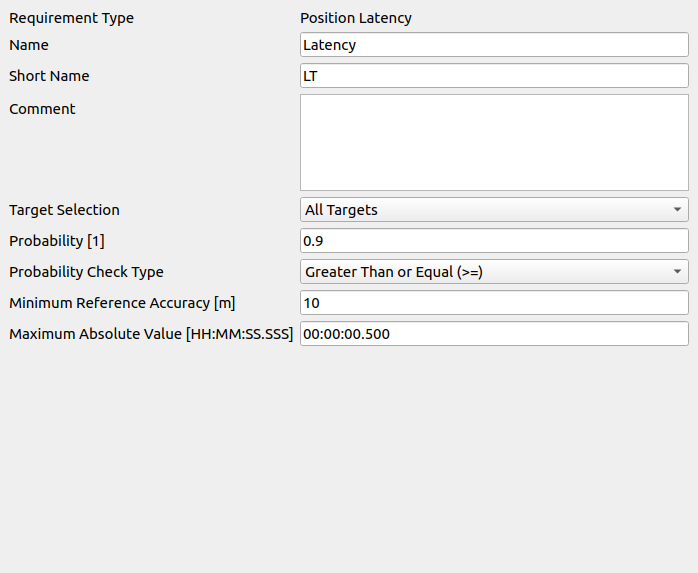 Requirement Type Position Latency
Name Latency
Short Name LT
Comment
Target Selection All Targets
Probability [1] 0.9
Probability Check Type Greater Than or Equal (>=)
Minimum Reference Accuracy [m] 10
Maximum Absolute Value [HH:MM:SS.SSS] 00:00:00.500